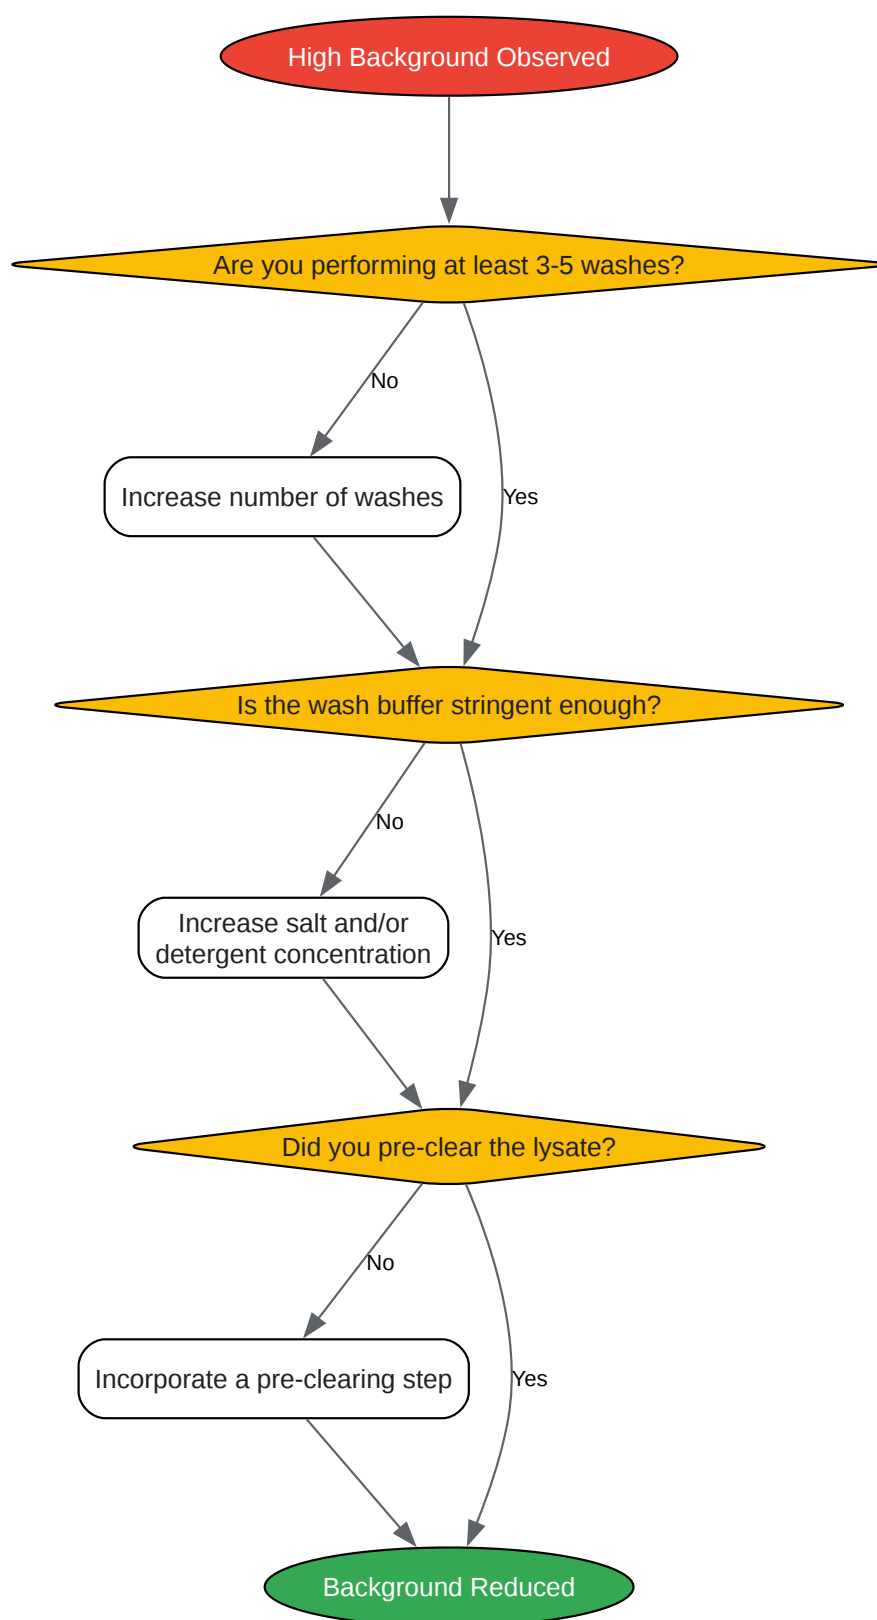 High Background Observed
Are you performing at least 3-5 washes?
No
Increase number of washes
Yes
Is the wash buffer stringent enough?
No
Increase salt and/or
detergent concentration
Yes
Did you pre-clear the lysate?
No
Incorporate a pre-clearing step
Yes
Background Reduced